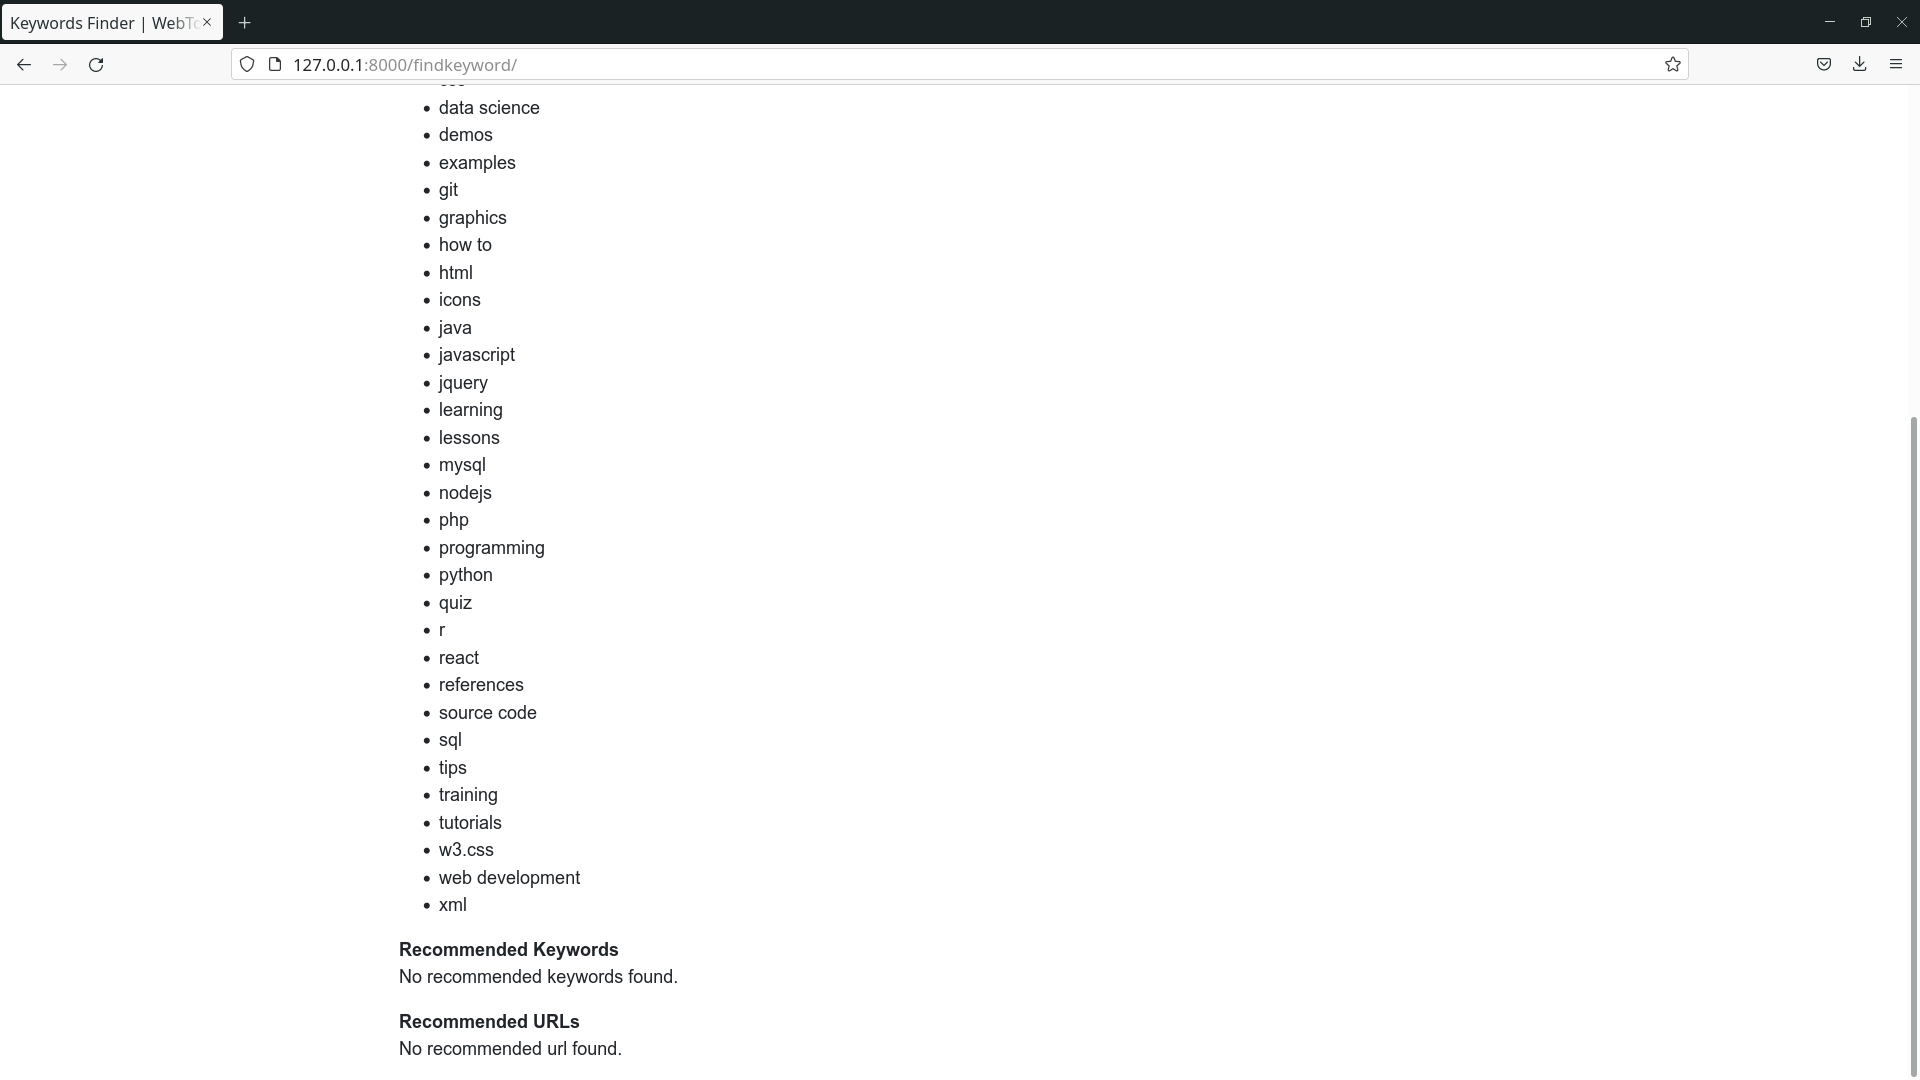 Keywords Finder | WebTo
127.0.0.1:8000/findkeyword/
data science
demos
examples
git
graphics
how to
html
icons
java
javascript
jquery
learning
lessons
mysql
nodejs
php
programming
python
quiz
r
react
references
source code
sql
tips
training
tutorials
w3.css
web development
xml
Recommended Keywords
No recommended keywords found.
Recommended URLs
No recommended url found.